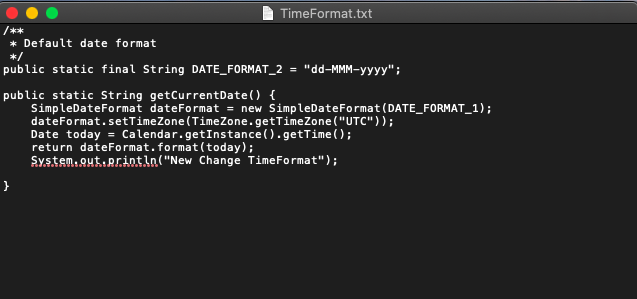 TimeFormat.txt
/**
 * Default date format
 */
public static final String DATE_FORMAT_2 = "dd-MMM-yyyy";

public static String getCurrentDate() {
    SimpleDateFormat dateFormat = new SimpleDateFormat(DATE_FORMAT_1);
    dateFormat.setTimeZone(TimeZone.getTimeZone("UTC"));
    Date today = Calendar.getInstance().getTime();
    return dateFormat.format(today);
    System.out.println("New Change TimeFormat");

}